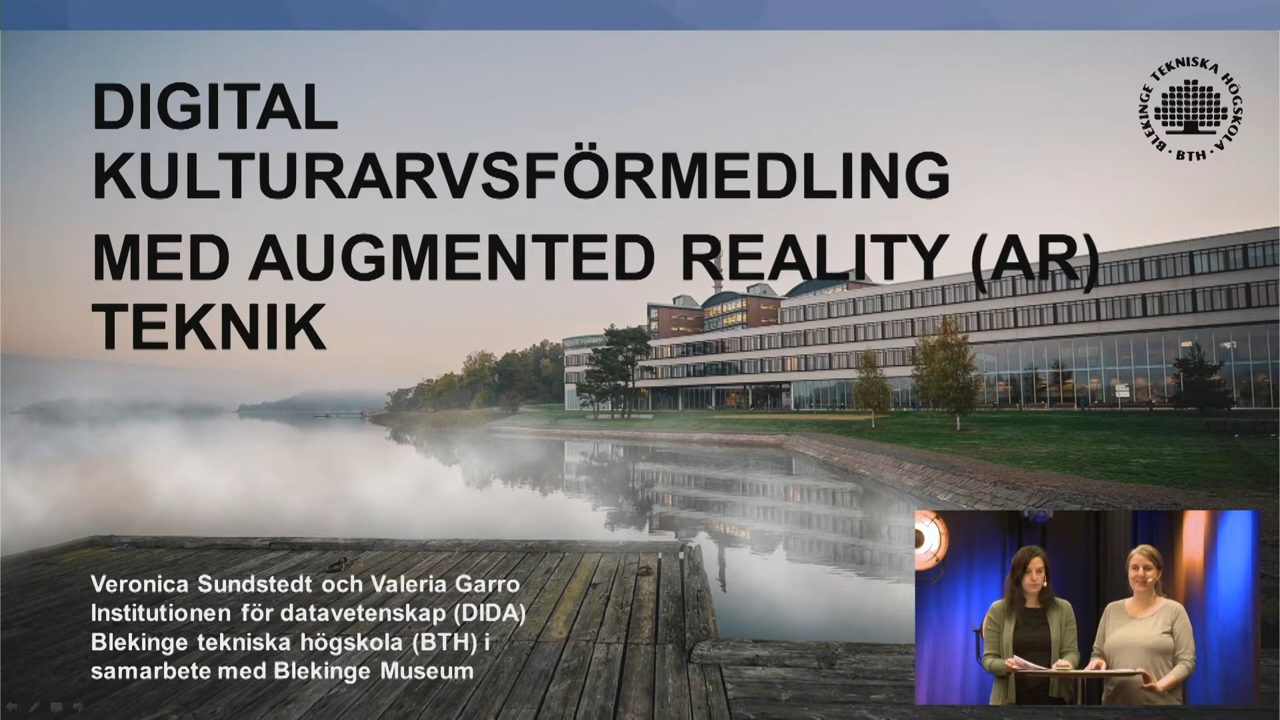 DIGITAL
KULTURARVSFÖRMEDLING
MED AUGMENTED REALITY (AR)
TEKNIK
BLEKINGE TEKNISKA HÖGSKOLA · BTH ·
Veronica Sundstedt och Valeria Garro
Institutionen för datavetenskap (DIDA)
Blekinge tekniska högskola (BTH) i
samarbete med Blekinge Museum